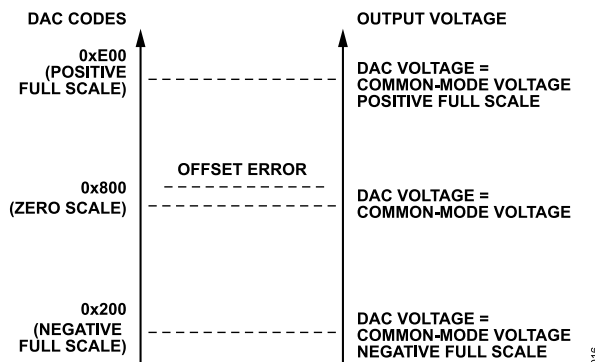 DAC CODES
OUTPUT VOLTAGE
0xE00
(POSITIVE
FULL SCALE)
DAC VOLTAGE =
COMMON-MODE VOLTAGE
POSITIVE FULL SCALE
OFFSET ERROR
0x800
(ZERO SCALE)
DAC VOLTAGE =
COMMON-MODE VOLTAGE
0x200
(NEGATIVE
FULL SCALE)
DAC VOLTAGE =
COMMON-MODE VOLTAGE
NEGATIVE FULL SCALE